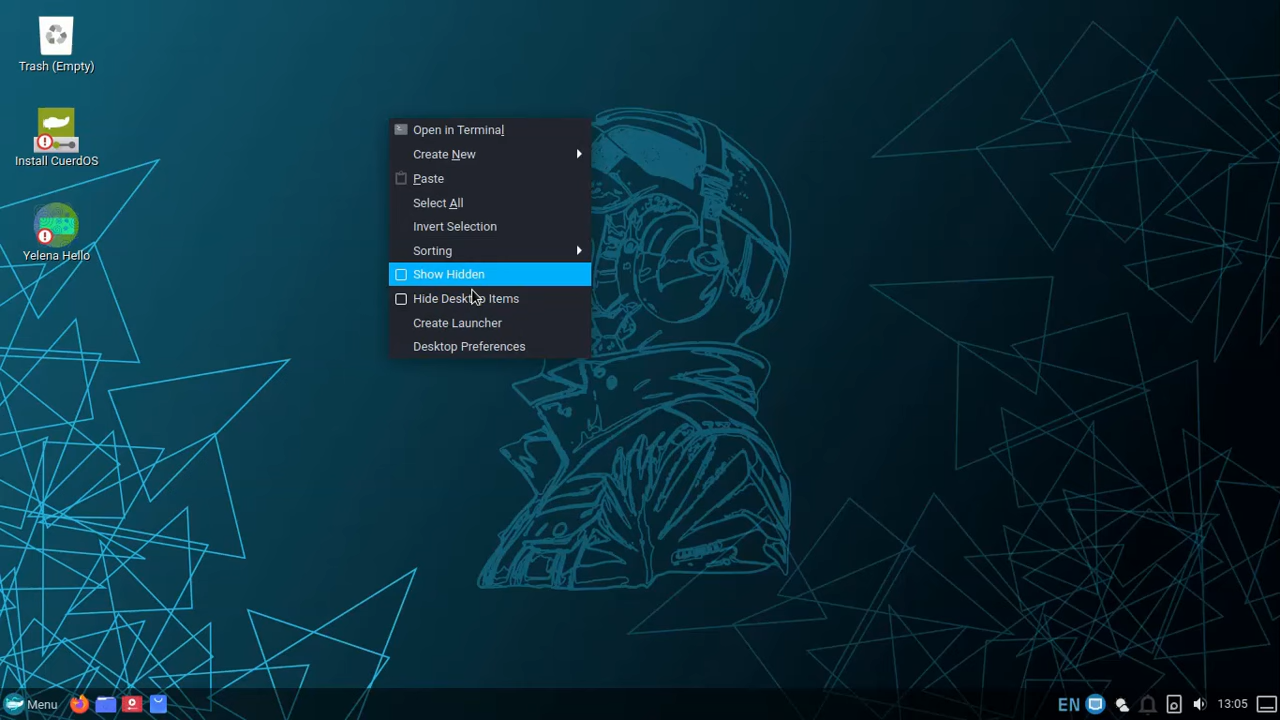 Trash (Empty)
Install CuerdOS
Yelena Hello
Open in Terminal
Create New
Paste
Select All
Invert Selection
Sorting
Show Hidden
Hide Desktop Items
Create Launcher
Desktop Preferences
Menu
EN
13:05